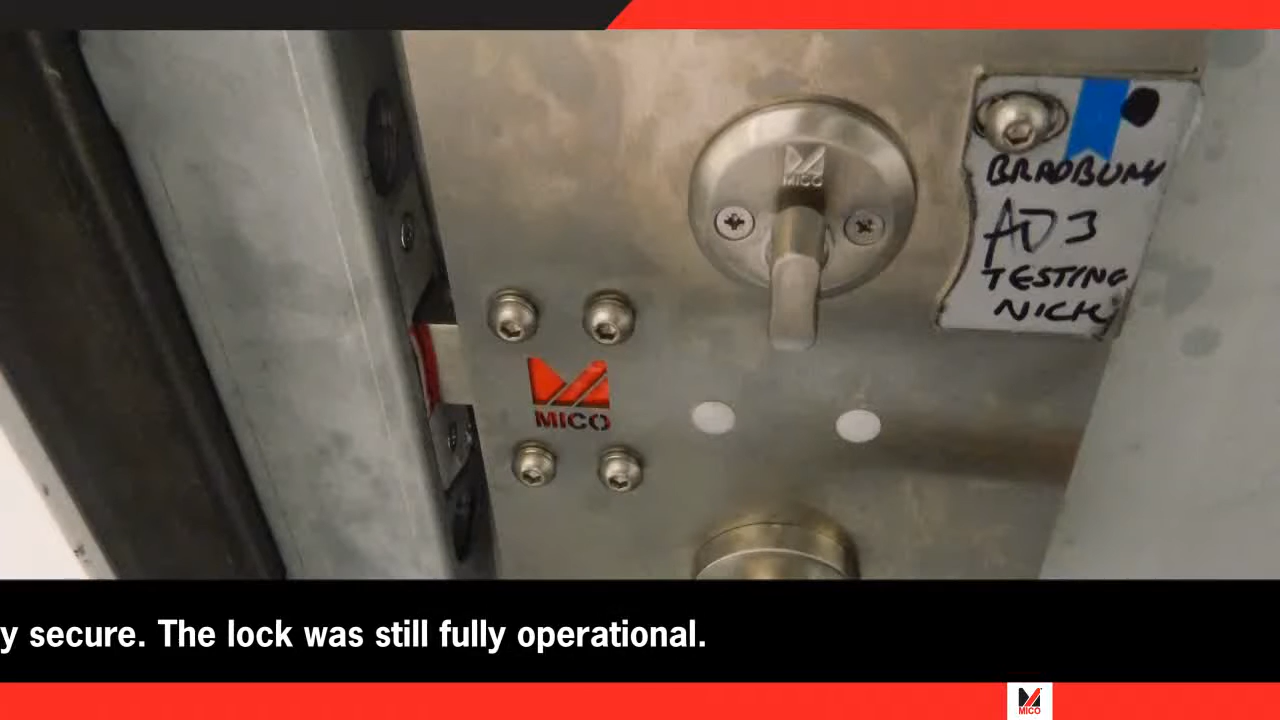 MICO
BRADBURY
AD3
TESTING
NICK
MICO
y secure. The lock was still fully operational.
MICO